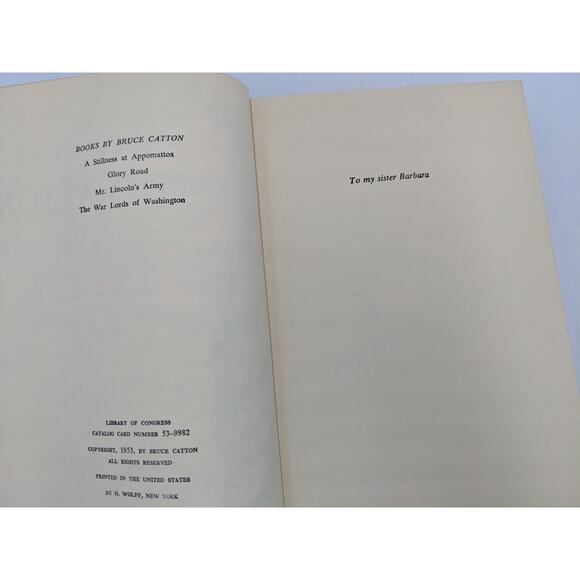 BOOKS BY BRUCE CATTON
A Stillness at Appomattox
Glory Road
Mr. Lincoln's Army
The War Lords of Washington
LIBRARY OF CONGRESS
CATALOG CARD NUMBER 53-9982
COPYRIGHT, 1953, BY BRUCE CATTON
ALL RIGHTS RESERVED
PRINTED IN THE UNITED STATES
BY H. WOLFF, NEW YORK
To my sister Barbara